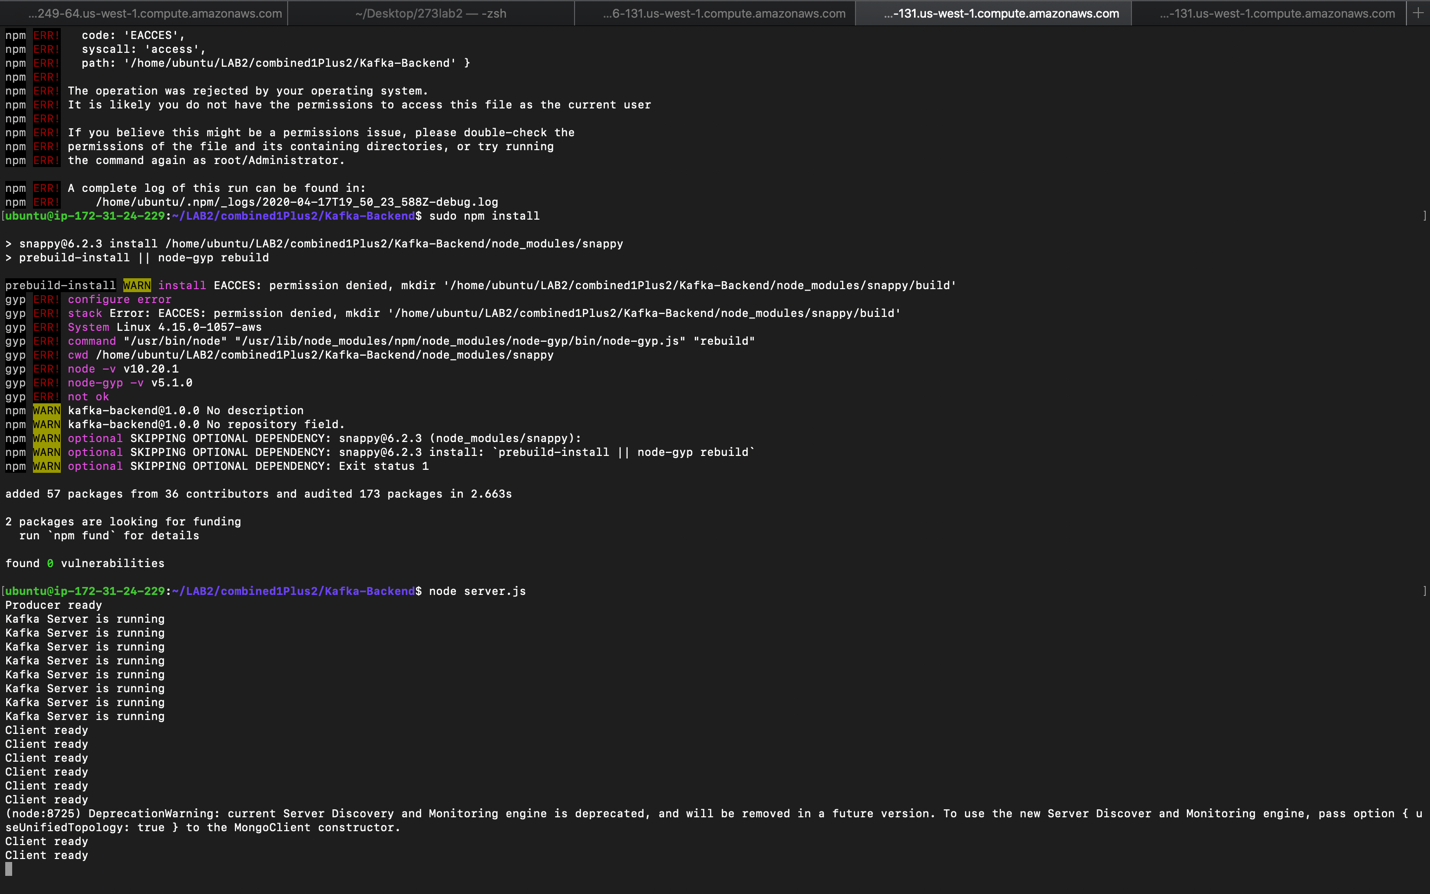 ...249-64.us-west-1.compute.amazonaws.com
~/Desktop/273lab2 — -zsh
...6-131.us-west-1.compute.amazonaws.com
...-131.us-west-1.compute.amazonaws.com
...-131.us-west-1.compute.amazonaws.com
+
npm ERR!   code: 'EACCES',
npm ERR!   syscall: 'access',
npm ERR!   path: '/home/ubuntu/LAB2/combined1Plus2/Kafka-Backend' }
npm ERR!
npm ERR! The operation was rejected by your operating system.
npm ERR! It is likely you do not have the permissions to access this file as the current user
npm ERR!
npm ERR! If you believe this might be a permissions issue, please double-check the
npm ERR! permissions of the file and its containing directories, or try running
npm ERR! the command again as root/Administrator.

npm ERR! A complete log of this run can be found in:
npm ERR!     /home/ubuntu/.npm/_logs/2020-04-17T19_50_23_588Z-debug.log
[ubuntu@ip-172-31-24-229:~/LAB2/combined1Plus2/Kafka-Backend$ sudo npm install ]

> snappy@6.2.3 install /home/ubuntu/LAB2/combined1Plus2/Kafka-Backend/node_modules/snappy
> prebuild-install || node-gyp rebuild

prebuild-install WARN install EACCES: permission denied, mkdir '/home/ubuntu/LAB2/combined1Plus2/Kafka-Backend/node_modules/snappy/build'
gyp ERR! configure error
gyp ERR! stack Error: EACCES: permission denied, mkdir '/home/ubuntu/LAB2/combined1Plus2/Kafka-Backend/node_modules/snappy/build'
gyp ERR! System Linux 4.15.0-1057-aws
gyp ERR! command "/usr/bin/node" "/usr/lib/node_modules/npm/node_modules/node-gyp/bin/node-gyp.js" "rebuild"
gyp ERR! cwd /home/ubuntu/LAB2/combined1Plus2/Kafka-Backend/node_modules/snappy
gyp ERR! node -v v10.20.1
gyp ERR! node-gyp -v v5.1.0
gyp ERR! not ok
npm WARN kafka-backend@1.0.0 No description
npm WARN kafka-backend@1.0.0 No repository field.
npm WARN optional SKIPPING OPTIONAL DEPENDENCY: snappy@6.2.3 (node_modules/snappy):
npm WARN optional SKIPPING OPTIONAL DEPENDENCY: snappy@6.2.3 install: `prebuild-install || node-gyp rebuild`
npm WARN optional SKIPPING OPTIONAL DEPENDENCY: Exit status 1

added 57 packages from 36 contributors and audited 173 packages in 2.663s

2 packages are looking for funding
  run `npm fund` for details

found 0 vulnerabilities

[ubuntu@ip-172-31-24-229:~/LAB2/combined1Plus2/Kafka-Backend$ node server.js ]
Producer ready
Kafka Server is running
Kafka Server is running
Kafka Server is running
Kafka Server is running
Kafka Server is running
Kafka Server is running
Kafka Server is running
Kafka Server is running
Client ready
Client ready
Client ready
Client ready
Client ready
Client ready
(node:8725) DeprecationWarning: current Server Discovery and Monitoring engine is deprecated, and will be removed in a future version. To use the new Server Discover and Monitoring engine, pass option { u
seUnifiedTopology: true } to the MongoClient constructor.
Client ready
Client ready